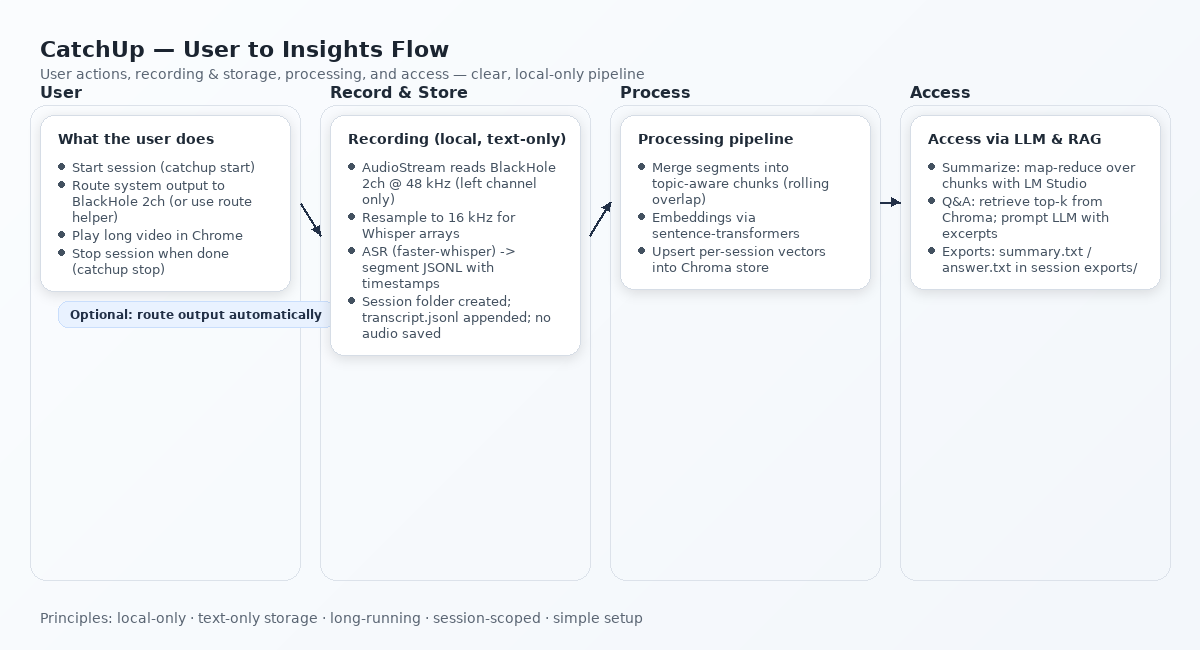 CatchUp — User to Insights Flow
User actions, recording & storage, processing, and access — clear, local-only pipeline
User
What the user does
Start session (catchup start)
Route system output to
BlackHole 2ch (or use route
helper)
Play long video in Chrome
Stop session when done
(catchup stop)
Optional: route output automatically
Record & Store
Recording (local, text-only)
AudioStream reads BlackHole
2ch @ 48 kHz (left channel
only)
Resample to 16 kHz for
Whisper arrays
ASR (faster-whisper) ->
segment JSONL with
timestamps
Session folder created;
transcript.jsonl appended; no
audio saved
Process
Processing pipeline
Merge segments into
topic-aware chunks (rolling
overlap)
Embeddings via
sentence-transformers
Upsert per-session vectors
into Chroma store
Access
Access via LLM & RAG
Summarize: map-reduce over
chunks with LM Studio
Q&A: retrieve top-k from
Chroma; prompt LLM with
excerpts
Exports: summary.txt /
answer.txt in session exports/
Principles: local-only · text-only storage · long-running · session-scoped · simple setup